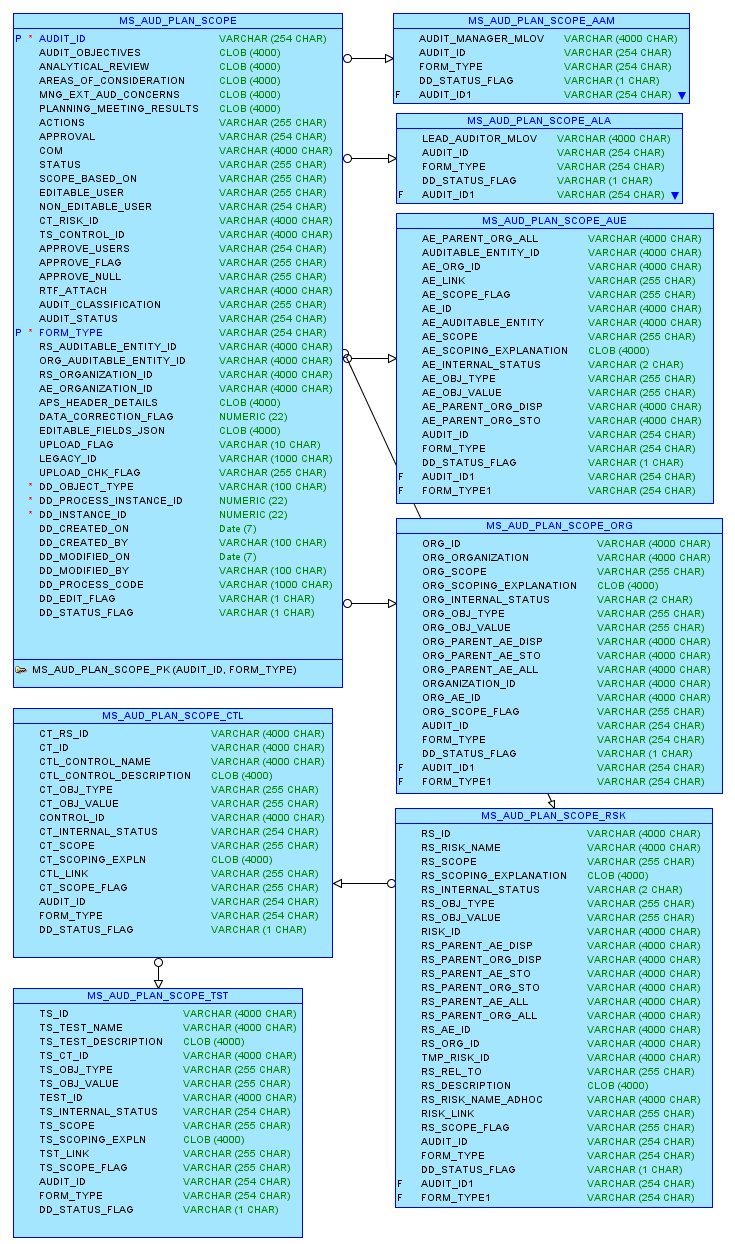 MS_AUD_PLAN_SCOPE
P * AUDIT_ID VARCHAR (254 CHAR)
AUDIT_OBJECTIVES CLOB (4000)
ANALYTICAL_REVIEW CLOB (4000)
AREAS_OF_CONSIDERATION CLOB (4000)
MNG_EXT_AUD_CONCERNS CLOB (4000)
PLANNING_MEETING_RESULTS CLOB (4000)
ACTIONS VARCHAR (255 CHAR)
APPROVAL VARCHAR (254 CHAR)
COM VARCHAR (4000 CHAR)
STATUS VARCHAR (255 CHAR)
SCOPE_BASED_ON VARCHAR (255 CHAR)
EDITABLE_USER VARCHAR (255 CHAR)
NON_EDITABLE_USER VARCHAR (254 CHAR)
CT_RISK_ID VARCHAR (4000 CHAR)
TS_CONTROL_ID VARCHAR (4000 CHAR)
APPROVE_USERS VARCHAR (254 CHAR)
APPROVE_FLAG VARCHAR (255 CHAR)
APPROVE_NULL VARCHAR (255 CHAR)
RTF_ATTACH VARCHAR (4000 CHAR)
AUDIT_CLASSIFICATION VARCHAR (255 CHAR)
AUDIT_STATUS VARCHAR (254 CHAR)
P * FORM_TYPE VARCHAR (254 CHAR)
RS_AUDITABLE_ENTITY_ID VARCHAR (4000 CHAR)
ORG_AUDITABLE_ENTITY_ID VARCHAR (4000 CHAR)
RS_ORGANIZATION_ID VARCHAR (4000 CHAR)
AE_ORGANIZATION_ID VARCHAR (4000 CHAR)
APS_HEADER_DETAILS CLOB (4000)
DATA_CORRECTION_FLAG NUMERIC (22)
EDITABLE_FIELDS_JSON CLOB (4000)
UPLOAD_FLAG VARCHAR (10 CHAR)
LEGACY_ID VARCHAR (1000 CHAR)
UPLOAD_CHK_FLAG VARCHAR (255 CHAR)
* DD_OBJECT_TYPE VARCHAR (100 CHAR)
* DD_PROCESS_INSTANCE_ID NUMERIC (22)
* DD_INSTANCE_ID NUMERIC (22)
DD_CREATED_ON Date (7)
DD_CREATED_BY VARCHAR (100 CHAR)
DD_MODIFIED_ON Date (7)
DD_MODIFIED_BY VARCHAR (100 CHAR)
DD_PROCESS_CODE VARCHAR (1000 CHAR)
DD_EDIT_FLAG VARCHAR (1 CHAR)
DD_STATUS_FLAG VARCHAR (1 CHAR)
MS_AUD_PLAN_SCOPE_PK (AUDIT_ID, FORM_TYPE)
MS_AUD_PLAN_SCOPE_AAM
AUDIT_MANAGER_MLOV VARCHAR (4000 CHAR)
AUDIT_ID VARCHAR (254 CHAR)
FORM_TYPE VARCHAR (254 CHAR)
DD_STATUS_FLAG VARCHAR (1 CHAR)
F AUDIT_ID1 VARCHAR (254 CHAR)
MS_AUD_PLAN_SCOPE_ALA
LEAD_AUDITOR_MLOV VARCHAR (4000 CHAR)
AUDIT_ID VARCHAR (254 CHAR)
FORM_TYPE VARCHAR (254 CHAR)
DD_STATUS_FLAG VARCHAR (1 CHAR)
F AUDIT_ID1 VARCHAR (254 CHAR)
MS_AUD_PLAN_SCOPE_AUE
AE_PARENT_ORG_ALL VARCHAR (4000 CHAR)
AUDITABLE_ENTITY_ID VARCHAR (4000 CHAR)
AE_ORG_ID VARCHAR (4000 CHAR)
AE_LINK VARCHAR (255 CHAR)
AE_SCOPE_FLAG VARCHAR (255 CHAR)
AE_ID VARCHAR (4000 CHAR)
AE_AUDITABLE_ENTITY VARCHAR (4000 CHAR)
AE_SCOPE VARCHAR (255 CHAR)
AE_SCOPING_EXPLANATION CLOB (4000)
AE_INTERNAL_STATUS VARCHAR (2 CHAR)
AE_OBJ_TYPE VARCHAR (255 CHAR)
AE_OBJ_VALUE VARCHAR (255 CHAR)
AE_PARENT_ORG_DISP VARCHAR (4000 CHAR)
AE_PARENT_ORG_STO VARCHAR (4000 CHAR)
AUDIT_ID VARCHAR (254 CHAR)
FORM_TYPE VARCHAR (254 CHAR)
DD_STATUS_FLAG VARCHAR (1 CHAR)
F AUDIT_ID1 VARCHAR (254 CHAR)
F FORM_TYPE1 VARCHAR (254 CHAR)
MS_AUD_PLAN_SCOPE_ORG
ORG_ID VARCHAR (4000 CHAR)
ORG_ORGANIZATION VARCHAR (4000 CHAR)
ORG_SCOPE VARCHAR (255 CHAR)
ORG_SCOPING_EXPLANATION CLOB (4000)
ORG_INTERNAL_STATUS VARCHAR (2 CHAR)
ORG_OBJ_TYPE VARCHAR (255 CHAR)
ORG_OBJ_VALUE VARCHAR (255 CHAR)
ORG_PARENT_AE_DISP VARCHAR (4000 CHAR)
ORG_PARENT_AE_STO VARCHAR (4000 CHAR)
ORG_PARENT_AE_ALL VARCHAR (4000 CHAR)
ORGANIZATION_ID VARCHAR (4000 CHAR)
ORG_AE_ID VARCHAR (4000 CHAR)
ORG_SCOPE_FLAG VARCHAR (255 CHAR)
AUDIT_ID VARCHAR (254 CHAR)
FORM_TYPE VARCHAR (254 CHAR)
DD_STATUS_FLAG VARCHAR (1 CHAR)
F AUDIT_ID1 VARCHAR (254 CHAR)
F FORM_TYPE1 VARCHAR (254 CHAR)
MS_AUD_PLAN_SCOPE_CTL
CT_RS_ID VARCHAR (4000 CHAR)
CT_ID VARCHAR (4000 CHAR)
CTL_CONTROL_NAME VARCHAR (4000 CHAR)
CTL_CONTROL_DESCRIPTION CLOB (4000)
CT_OBJ_TYPE VARCHAR (255 CHAR)
CT_OBJ_VALUE VARCHAR (255 CHAR)
CONTROL_ID VARCHAR (4000 CHAR)
CT_INTERNAL_STATUS VARCHAR (254 CHAR)
CT_SCOPE VARCHAR (255 CHAR)
CT_SCOPING_EXPLN CLOB (4000)
CTL_LINK VARCHAR (255 CHAR)
CT_SCOPE_FLAG VARCHAR (255 CHAR)
AUDIT_ID VARCHAR (254 CHAR)
FORM_TYPE VARCHAR (254 CHAR)
DD_STATUS_FLAG VARCHAR (1 CHAR)
MS_AUD_PLAN_SCOPE_RSK
RS_ID VARCHAR (4000 CHAR)
RS_RISK_NAME VARCHAR (4000 CHAR)
RS_SCOPE VARCHAR (255 CHAR)
RS_SCOPING_EXPLANATION CLOB (4000)
RS_INTERNAL_STATUS VARCHAR (2 CHAR)
RS_OBJ_TYPE VARCHAR (255 CHAR)
RS_OBJ_VALUE VARCHAR (255 CHAR)
RISK_ID VARCHAR (4000 CHAR)
RS_PARENT_AE_DISP VARCHAR (4000 CHAR)
RS_PARENT_ORG_DISP VARCHAR (4000 CHAR)
RS_PARENT_AE_STO VARCHAR (4000 CHAR)
RS_PARENT_ORG_STO VARCHAR (4000 CHAR)
RS_PARENT_AE_ALL VARCHAR (4000 CHAR)
RS_PARENT_ORG_ALL VARCHAR (4000 CHAR)
RS_AE_ID VARCHAR (4000 CHAR)
RS_ORG_ID VARCHAR (4000 CHAR)
TMP_RISK_ID VARCHAR (4000 CHAR)
RS_REL_TO VARCHAR (255 CHAR)
RS_DESCRIPTION CLOB (4000)
RS_RISK_NAME_ADHOC VARCHAR (4000 CHAR)
RISK_LINK VARCHAR (255 CHAR)
RS_SCOPE_FLAG VARCHAR (255 CHAR)
AUDIT_ID VARCHAR (254 CHAR)
FORM_TYPE VARCHAR (254 CHAR)
DD_STATUS_FLAG VARCHAR (1 CHAR)
F AUDIT_ID1 VARCHAR (254 CHAR)
F FORM_TYPE1 VARCHAR (254 CHAR)
MS_AUD_PLAN_SCOPE_TST
TS_ID VARCHAR (4000 CHAR)
TS_TEST_NAME VARCHAR (4000 CHAR)
TS_TEST_DESCRIPTION CLOB (4000)
TS_CT_ID VARCHAR (4000 CHAR)
TS_OBJ_TYPE VARCHAR (255 CHAR)
TS_OBJ_VALUE VARCHAR (255 CHAR)
TEST_ID VARCHAR (4000 CHAR)
TS_INTERNAL_STATUS VARCHAR (254 CHAR)
TS_SCOPE VARCHAR (255 CHAR)
TS_SCOPING_EXPLN CLOB (4000)
TST_LINK VARCHAR (255 CHAR)
TS_SCOPE_FLAG VARCHAR (255 CHAR)
AUDIT_ID VARCHAR (254 CHAR)
FORM_TYPE VARCHAR (254 CHAR)
DD_STATUS_FLAG VARCHAR (1 CHAR)